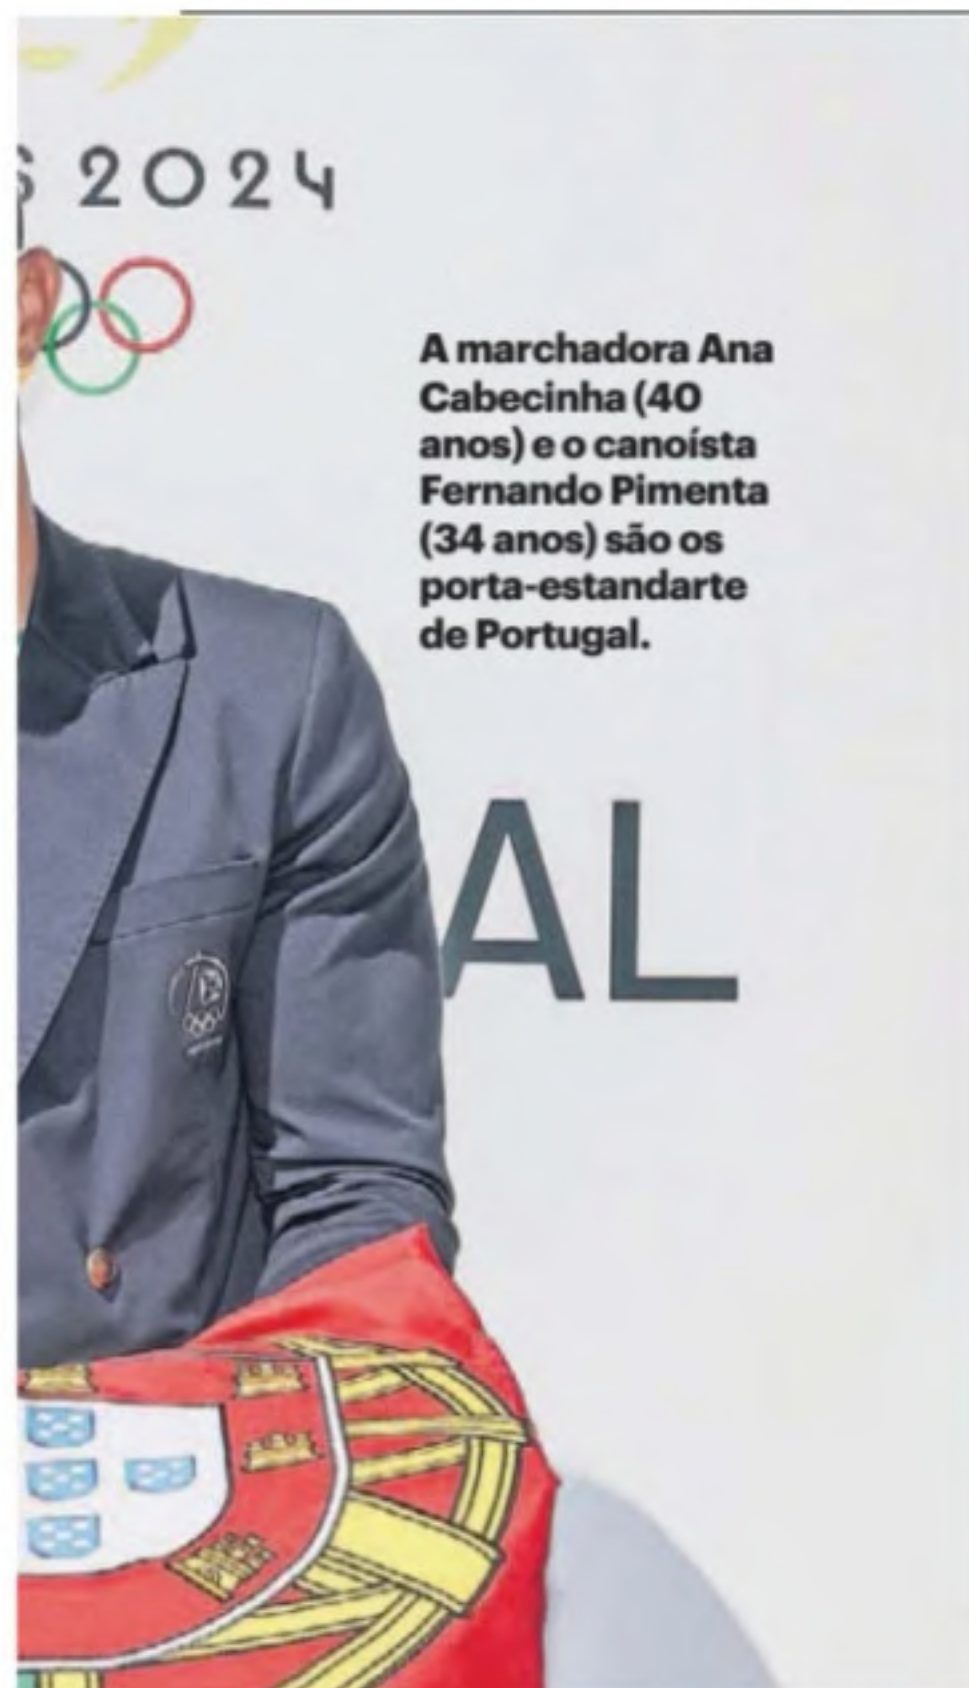 S 2024
A marchadora Ana
Cabecinha (40
anos) e o canoísta
Fernando Pimenta
(34 anos) são os
porta-estandarte
de Portugal.
AL